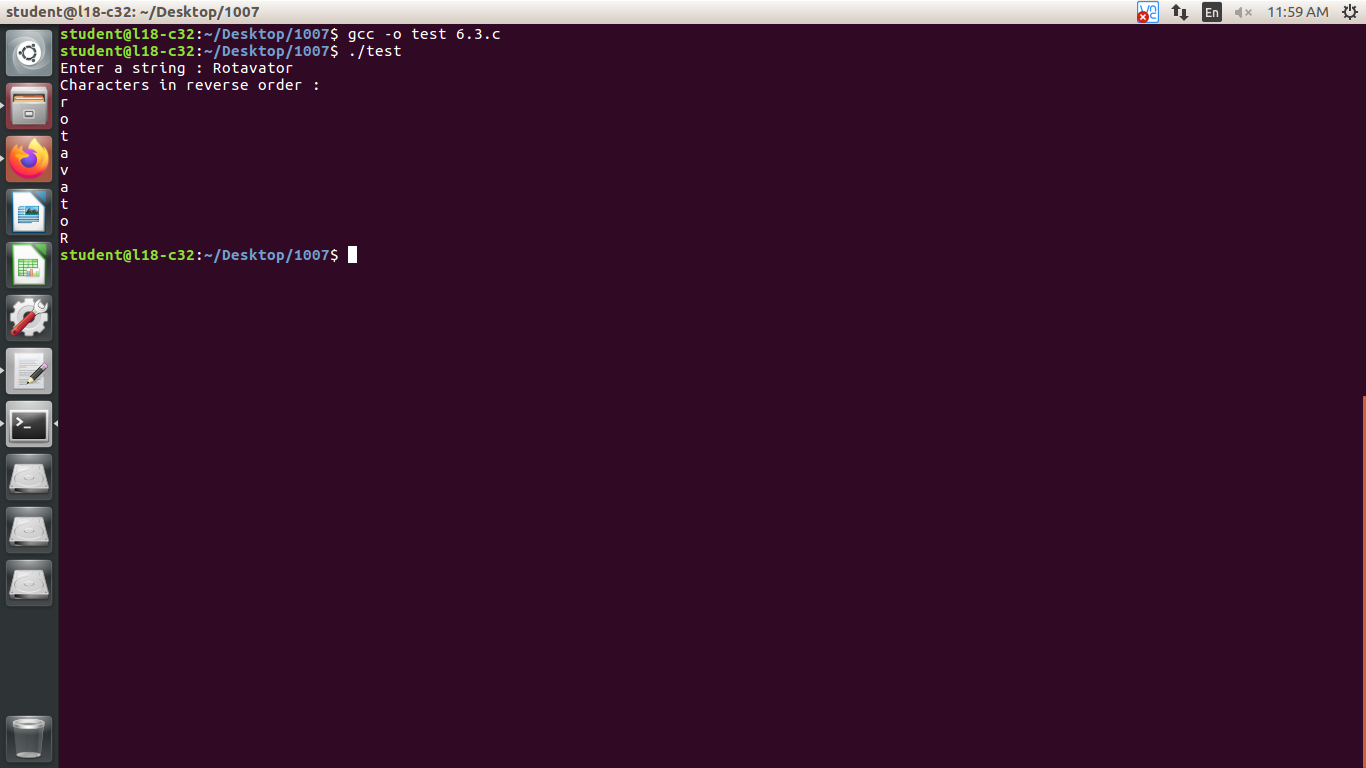 student@l18-c32: ~/Desktop/1007
En
11:59 AM
student@l18-c32:~/Desktop/1007$ gcc -o test 6.3.c
student@l18-c32:~/Desktop/1007$ ./test
Enter a string : Rotavator
Characters in reverse order :
r
o
t
a
v
a
t
o
R
student@l18-c32:~/Desktop/1007$